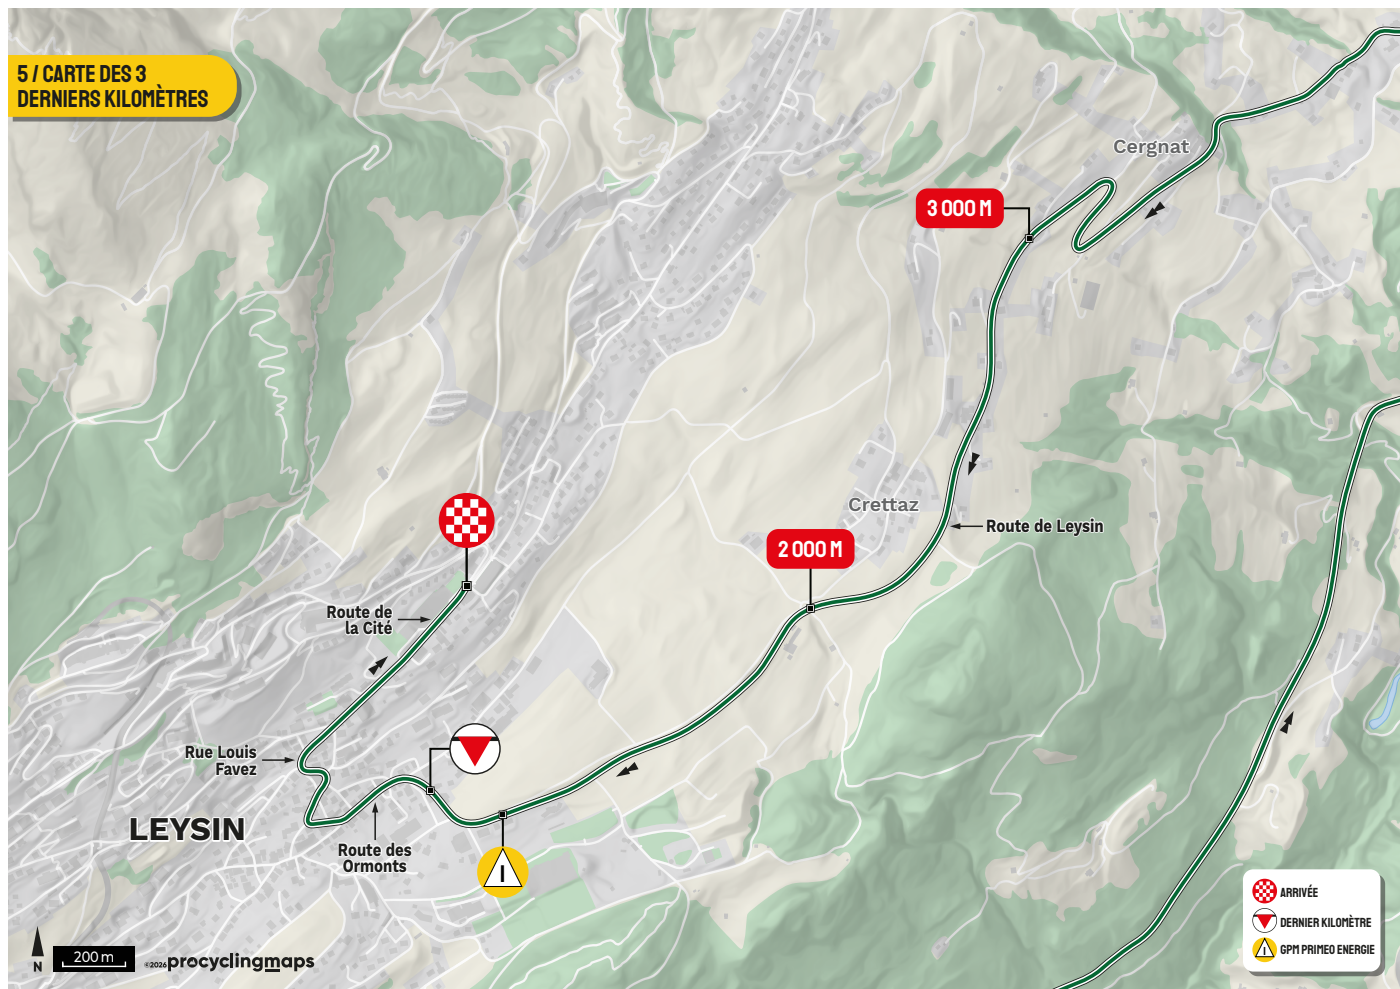 5 / CARTE DES 3
DERNIERS KILOMÈTRES
Cergnat
3 000 M
Crettaz
Route de Leysin
2 000 M
Route de
la Cité
Rue Louis
Favez
LEYSIN
Route des
Ormonts
I
ARRIVÉE
DERNIER KILOMÈTRE
I
GPM PRIMEO ENERGIE
N
200 m
©2026 procyclingmaps